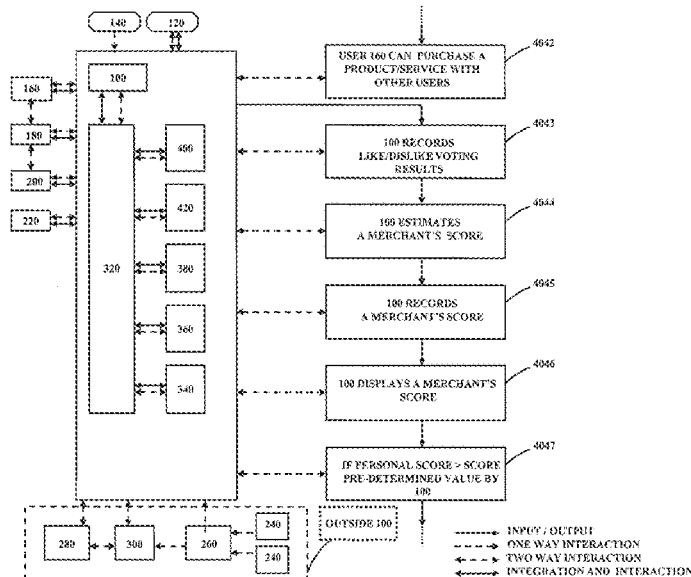 140
120
100
160
180
200
220
320
400
420
380
360
340
280
300
260
240
240
OUTSIDE 100
USER 160 CAN PURCHASE A
PRODUCT/SERVICE WITH
OTHER USERS
4042
100 RECORDS
LIKE/DISLIKE VOTING
RESULTS
4043
100 ESTIMATES
A MERCHANT'S SCORE
4044
100 RECORDS
A MERCHANT'S SCORE
4045
100 DISPLAYS A MERCHANT'S
SCORE
4046
IF PERSONAL SCORE > SCORE
PRE-DETERMINED VALUE BY
100
4047
INPUT / OUTPUT
ONE WAY INTERACTION
TWO WAY INTERACTION
INTEGRATION AND INTERACTION